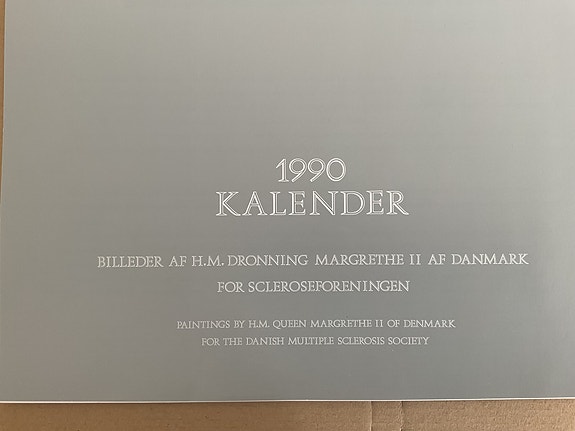 1990
KALENDER
BILLEDER AF H.M. DRONNING MARGRETHE II AF DANMARK
FOR SCLEROSEFORENINGEN
PAINTINGS BY H.M. QUEEN MARGRETHE II OF DENMARK
FOR THE DANISH MULTIPLE SCLEROSIS SOCIETY